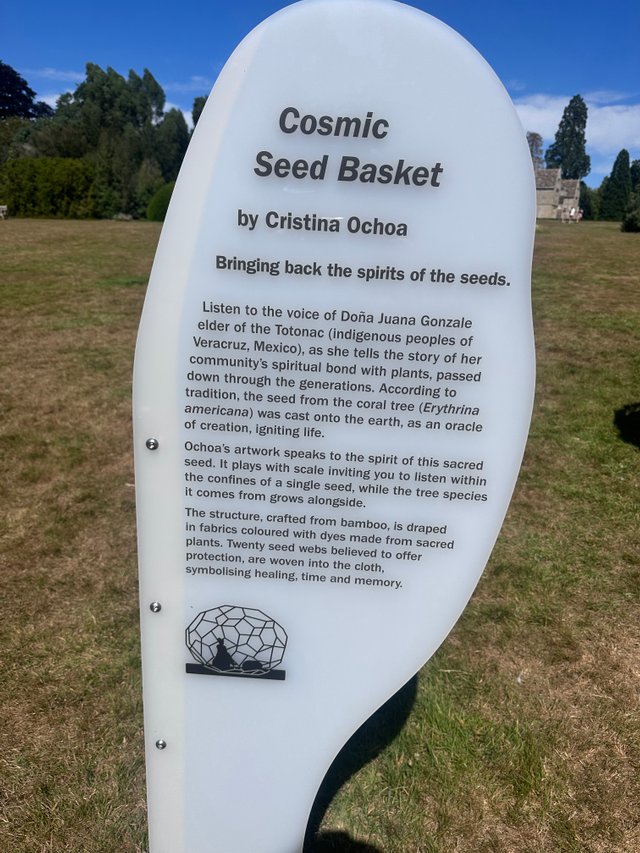 Cosmic
Seed Basket
by Cristina Ochoa
Bringing back the spirits of the seeds.
Listen to the voice of Doña Juana Gonzale
elder of the Totonac (indigenous peoples of
Veracruz, Mexico), as she tells the story of her
community's spiritual bond with plants, passed
down through the generations. According to
tradition, the seed from the coral tree (Erythrina
americana) was cast onto the earth, as an oracle
of creation, igniting life.
Ochoa's artwork speaks to the spirit of this sacred
seed. It plays with scale inviting you to listen within
the confines of a single seed, while the tree species
it comes from grows alongside.
The structure, crafted from bamboo, is draped
in fabrics coloured with dyes made from sacred
plants. Twenty seed webs believed to offer
protection, are woven into the cloth,
symbolising healing, time and memory.